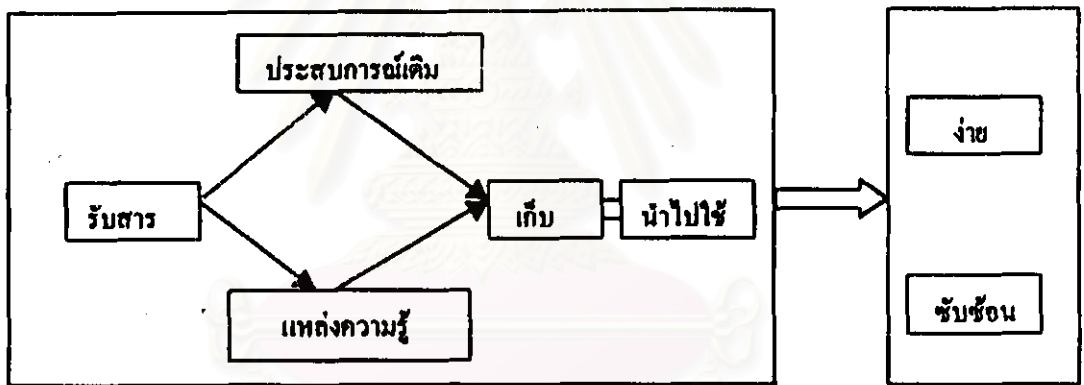 ประสบการณ์เดิม
ง่าย
รับสาร
เก็บ
นำไปใช้
แหล่งความรู้
ซับซ้อน